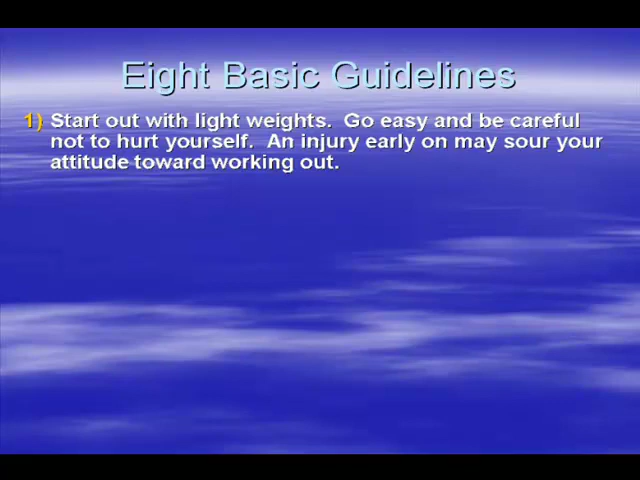 Eight Basic Guidelines
1) Start out with light weights.  Go easy and be careful
not to hurt yourself.  An injury early on may sour your
attitude toward working out.